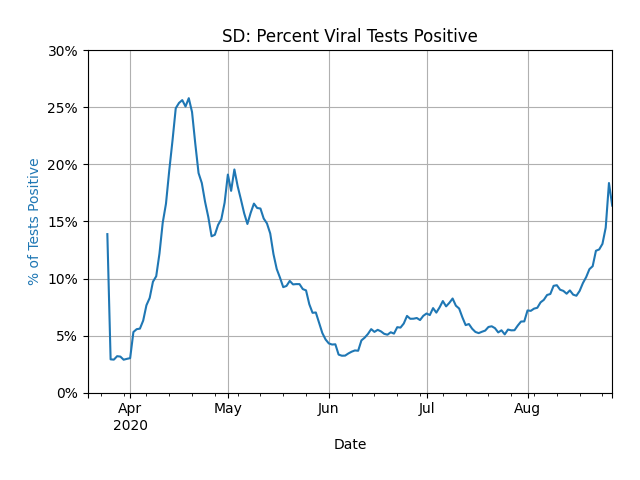 SD: Percent Viral Tests Positive
30%
25%
20%
15%
10%
5%
0%
% of Tests Positive
Apr May Jun Jul Aug
2020
Date